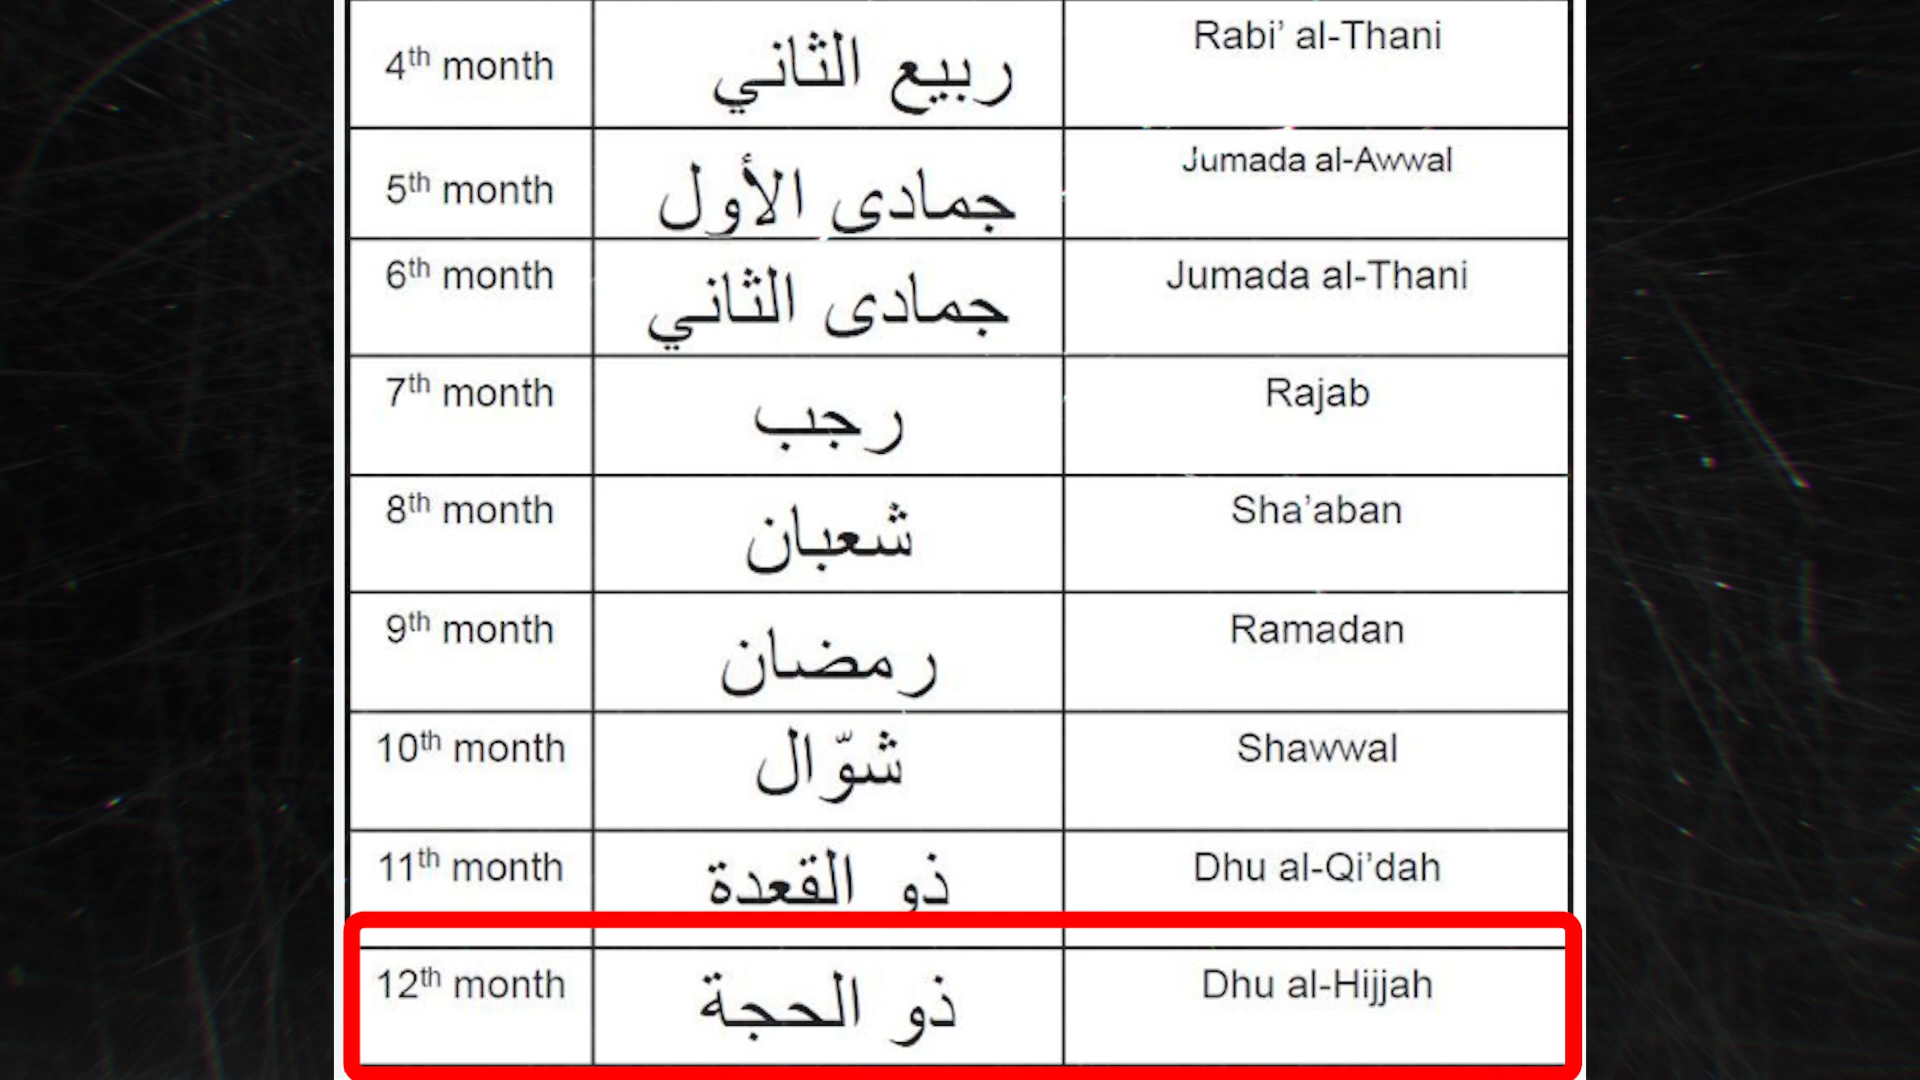 4th month ربيع الثاني Rabi’ al-Thani
5th month جمادى الأول Jumada al-Awwal
6th month جمادى الثاني Jumada al-Thani
7th month رجب Rajab
8th month شعبان Sha’aban
9th month رمضان Ramadan
10th month شوّال Shawwal
11th month ذو القعدة Dhu al-Qi’dah
12th month ذو الحجة Dhu al-Hijjah